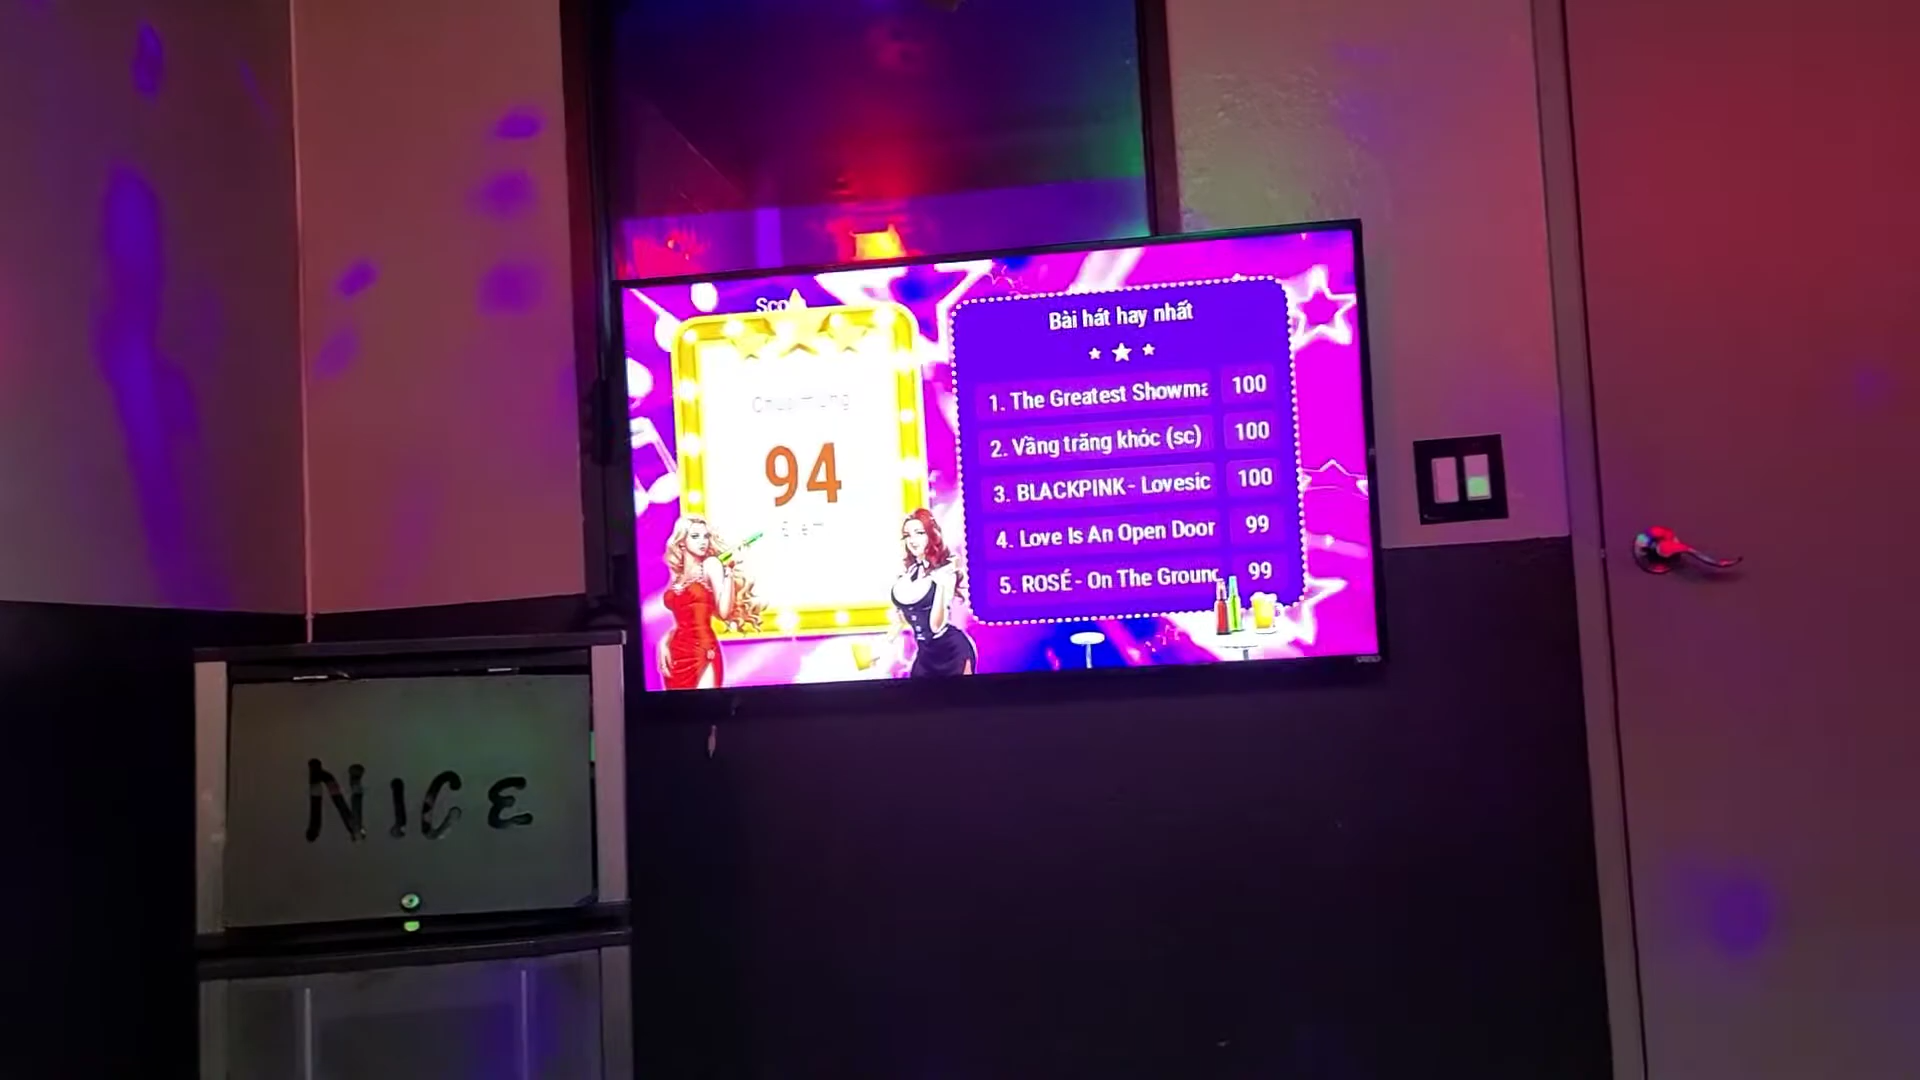 Bài hát hay nhất
1. The Greatest Showma 100
2. Vầng trăng khóc (sc) 100
3. BLACKPINK - Lovesic 100
4. Love Is An Open Door 99
5. ROSÉ - On The Ground 99
94
NICE